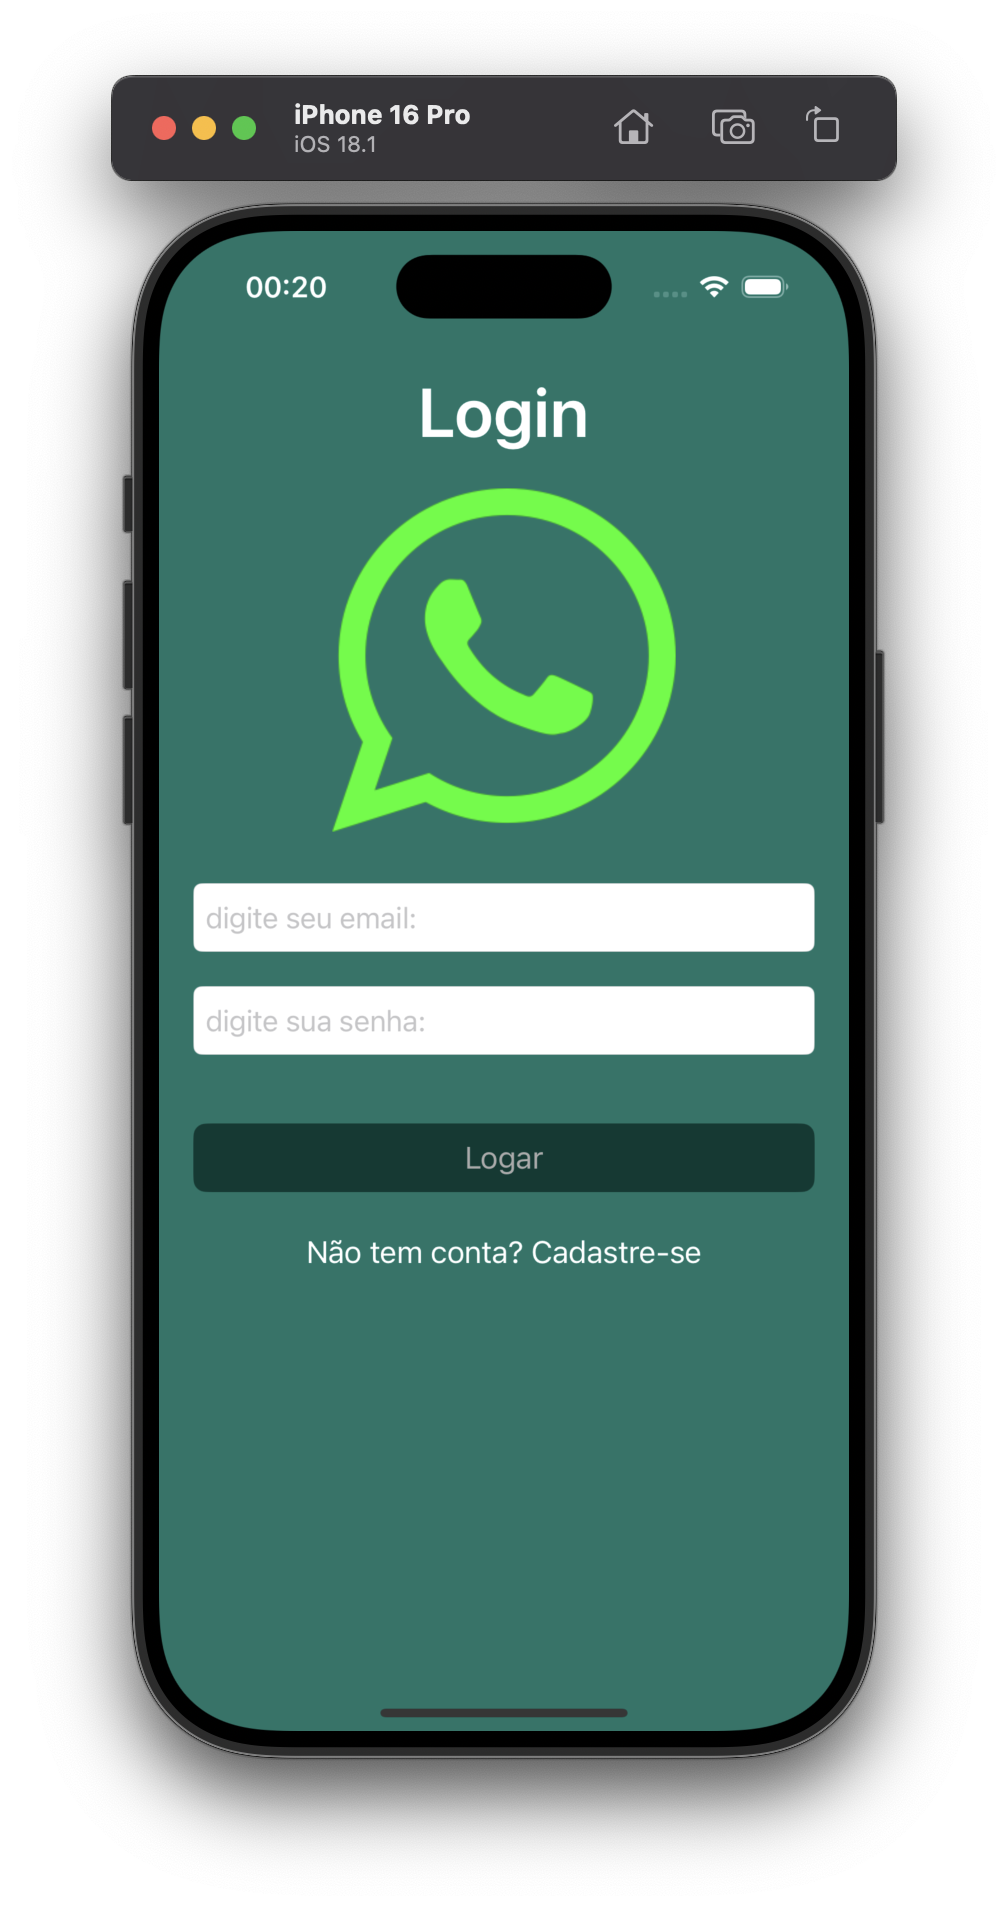 iPhone 16 Pro
iOS 18.1
00:20
Login
digite seu email:
digite sua senha:
Logar
Não tem conta? Cadastre-se